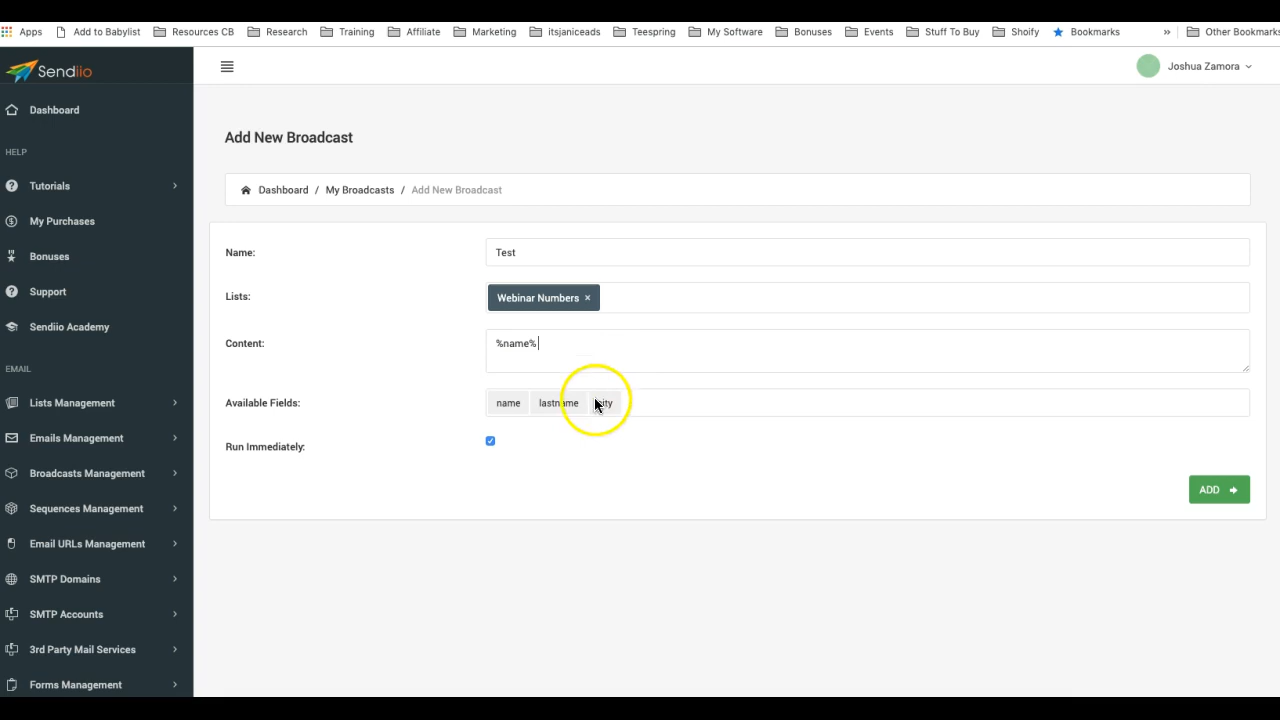 Apps Add to Babylist Resources CB Research Training Affiliate Marketing itsjaniceads Teespring My Software Bonuses Events Stuff To Buy Shoify Bookmarks » Other Bookmarks
Sendiio
Joshua Zamora
Dashboard
HELP
Tutorials
My Purchases
Bonuses
Support
Sendiio Academy
EMAIL
Lists Management
Emails Management
Broadcasts Management
Sequences Management
Email URLs Management
SMTP Domains
SMTP Accounts
3rd Party Mail Services
Forms Management
Add New Broadcast
Dashboard / My Broadcasts / Add New Broadcast
Name: Test
Lists: Webinar Numbers ×
Content: %name%
Available Fields: name lastname
Run Immediately:
ADD